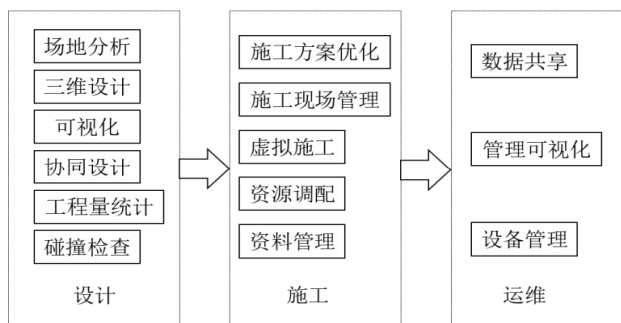 场地分析
三维设计
可视化
协同设计
工程量统计
碰撞检查
设计
施工方案优化
施工现场管理
虚拟施工
资源调配
资料管理
施工
数据共享
管理可视化
设备管理
运维